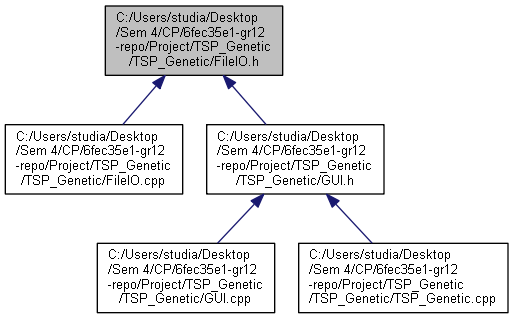 C:/Users/studia/Desktop
/Sem 4/CP/6fec35e1-gr12
-repo/Project/TSP_Genetic
/TSP_Genetic/FileIO.h
C:/Users/studia/Desktop
/Sem 4/CP/6fec35e1-gr12
-repo/Project/TSP_Genetic
/TSP_Genetic/FileIO.cpp
C:/Users/studia/Desktop
/Sem 4/CP/6fec35e1-gr12
-repo/Project/TSP_Genetic
/TSP_Genetic/GUI.h
C:/Users/studia/Desktop
/Sem 4/CP/6fec35e1-gr12
-repo/Project/TSP_Genetic
/TSP_Genetic/GUI.cpp
C:/Users/studia/Desktop
/Sem 4/CP/6fec35e1-gr12
-repo/Project/TSP_Genetic
/TSP_Genetic/TSP_Genetic.cpp